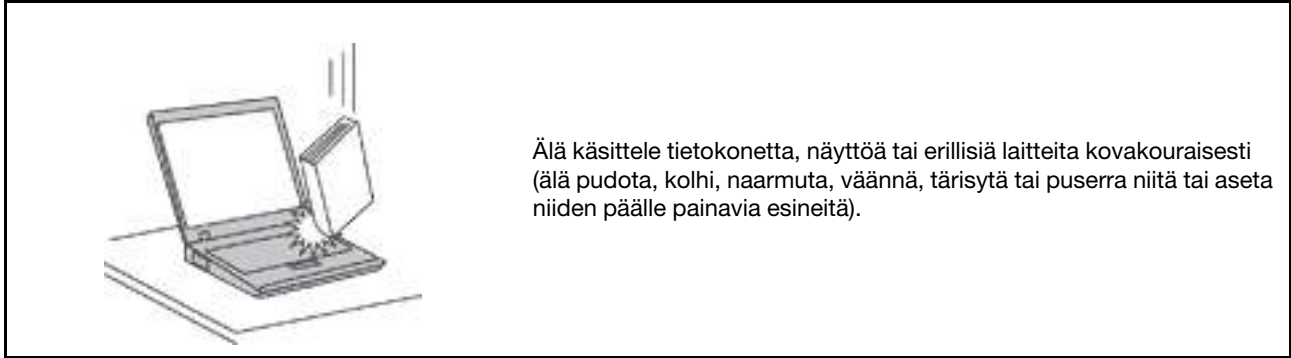 Älä käsittele tietokonetta, näyttöä tai erillisiä laitteita kovakouraisesti
(älä pudota, kolhi, naarmuta, väännä, tärisytä tai puserra niitä tai aseta
niiden päälle painavia esineitä).